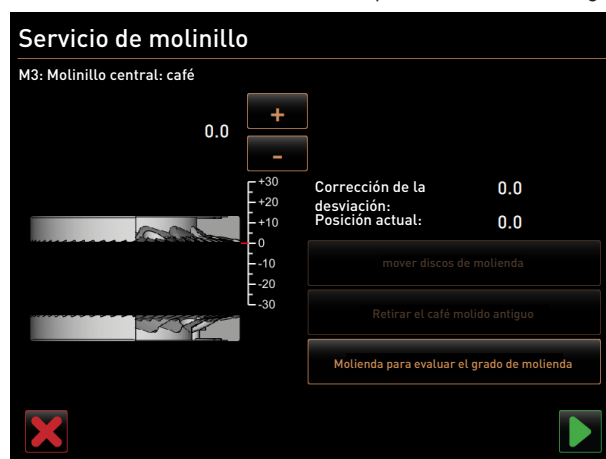 Servicio de molinillo
M3: Molinillo central: café
+
0.0
-
+30
+20
+10
0
-10
-20
-30
Corrección de la
desviación:
0.0
Posición actual:
0.0
mover discos de molienda
Retirar el café molido antiguo
Molienda para evaluar el grado de molienda